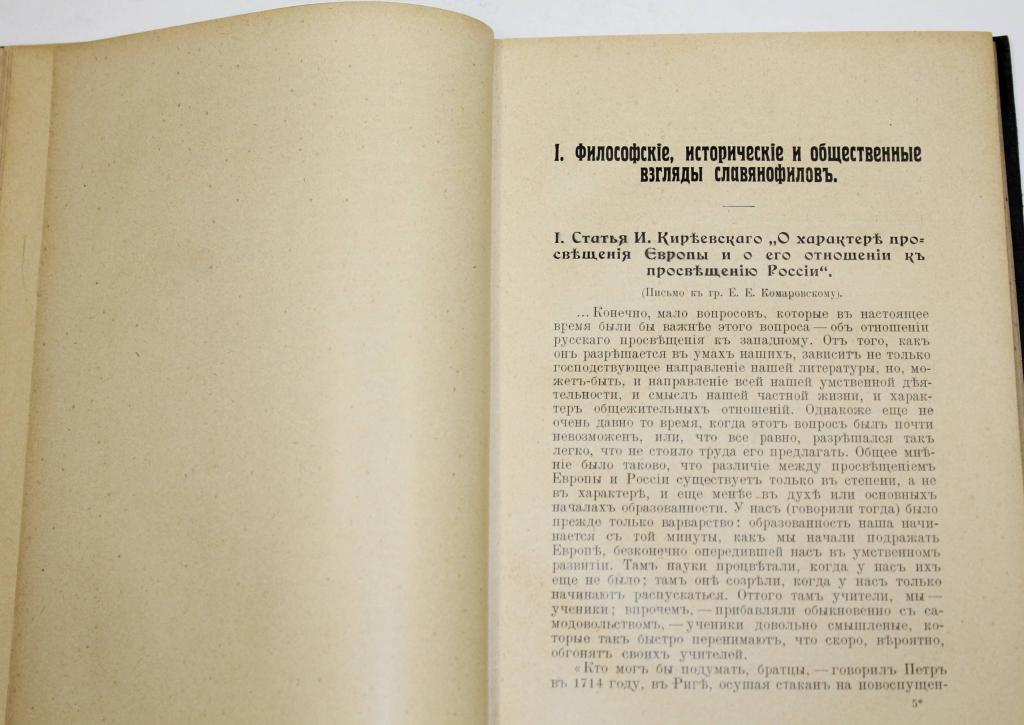 I. Философскіе, историческіе и общественные
взгляды славянофиловъ.
I. Статья И. Кирѣевскаго „О характерѣ про=
свѣщенія Европы и о его отношеніи къ
просвѣщенію Россіи“.
(Письмо къ гр. Е. Е. Комаровскому).
... Конечно, мало вопросовъ, которые въ настоящее
время были бы важнѣе этого вопроса — объ отношеніи
русскаго просвѣщенія къ западному. Отъ того, какъ
онъ разрѣшается въ умахъ нашихъ, зависитъ не только
господствующее направленіе нашей литературы, но, мо-
жетъ-быть, и направленіе всей нашей умственной дѣя-
тельности, и смыслъ нашей частной жизни, и харак-
теръ общежительныхъ отношеній. Однакоже еще не
очень давно то время, когда этотъ вопросъ былъ почти
невозможенъ, или, что все равно, разрѣшался такъ
легко, что не стоило труда его предлагать. Общее мнѣ-
ніе было таково, что различіе между просвѣщеніемъ
Европы и Россіи существуетъ только въ степени, а не
въ характерѣ, и еще менѣе въ духѣ или основныхъ
началахъ образованности. У насъ (говорили тогда) было
прежде только варварство: образованность наша начи-
нается съ той минуты, какъ мы начали подражать
Европѣ, безконечно опередившей насъ въ умственномъ
развитіи. Тамъ науки процвѣтали, когда у насъ ихъ
еще не было; тамъ онѣ созрѣли, когда у насъ только
начинаютъ распускаться. Оттого тамъ учители, мы —
ученики; впрочемъ, — прибавляли обыкновенно съ са-
модовольствомъ, — ученики довольно смышленые, ко-
торые такъ быстро перенимаютъ, что скоро, вѣроятно,
обгонятъ своихъ учителей.
«Кто могъ бы подумать, братцы, — говорилъ Петръ
въ 1714 году, въ Ригѣ, осушая стаканъ на новоспущен-
5*